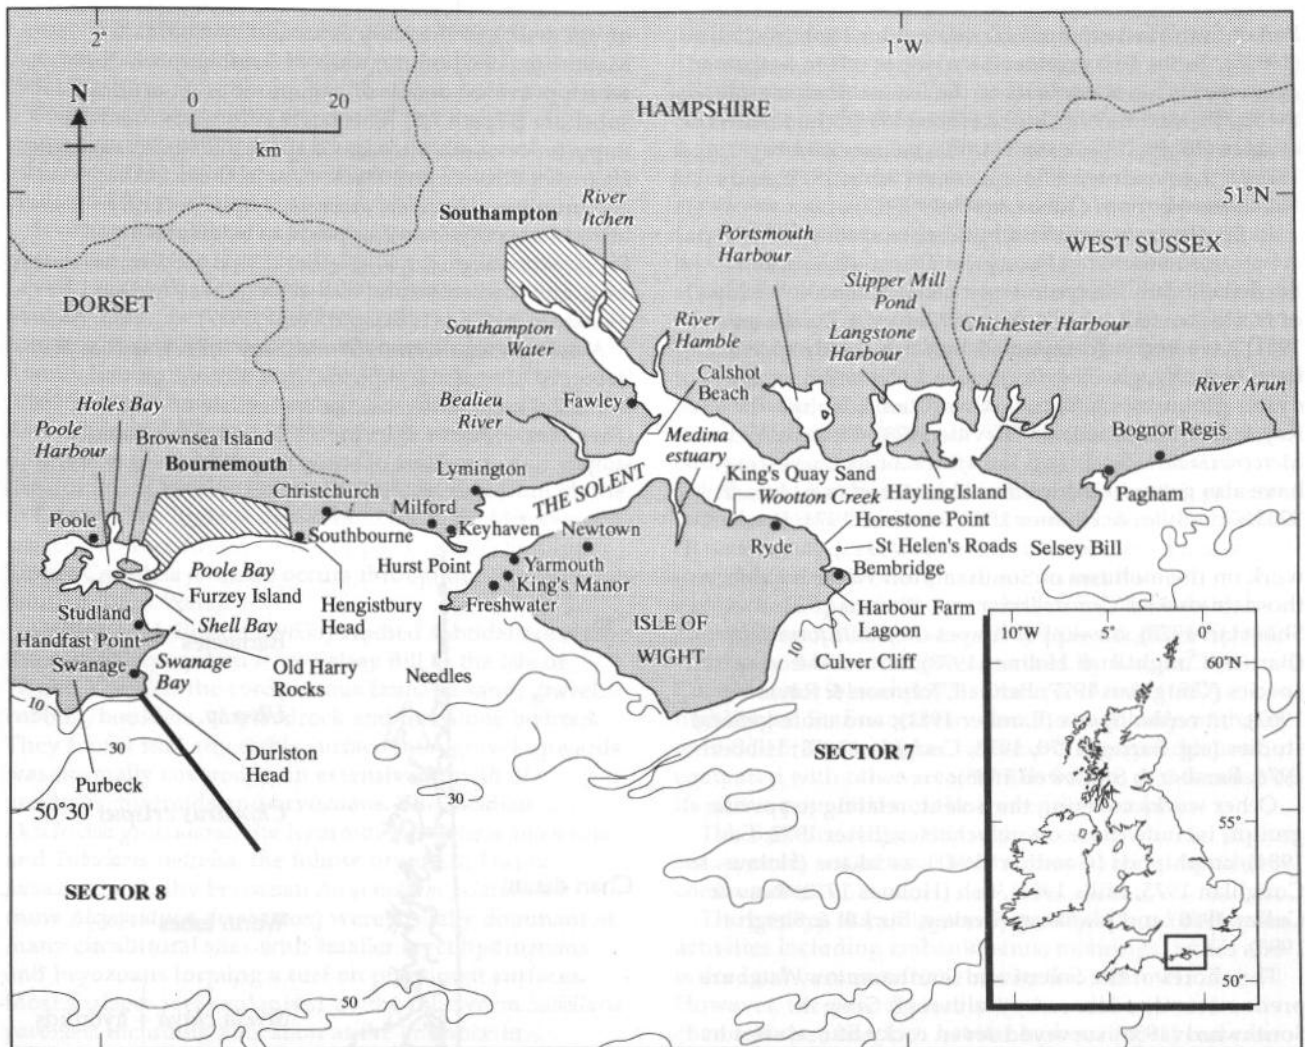 2°
1°W
N
0 20
km
HAMPSHIRE
51°N
River
Itchen
Southampton
Portsmouth
Harbour
WEST SUSSEX
DORSET
Slipper Mill
Pond
Southampton
Water
River
Hamble
Langstone
Harbour
Chichester Harbour
Calshot
Beach
River Arun
Holes Bay
Bealieu
River
Fawley
Poole
Harbour
Brownsea Island
Bournemouth
Medina
estuary
Bognor Regis
Lymington
THE SOLENT
King's Quay Sand
Christchurch
Milford
Wootton Creek
Hayling Island
Pagham
Poole
Southbourne
Keyhaven
Newtown
Horestone Point
Ryde
St Helen's Roads
Selsey Bill
Poole Bay
Hurst Point
Yarmouth
Bembridge
Furzey Island
King's Manor
Studland
Shell Bay
Hengistbury
Head
Freshwater
Harbour Farm
Lagoon
Handfast Point
ISLE OF
WIGHT
Swanage
Swanage
Bay
Old Harry
Rocks
Needles
Culver Cliff
10
10
30
Durlston
Head
SECTOR 7
Purbeck
50°30'
30
SECTOR 8
50
10°W 5° 0°
60°N
55°
50°